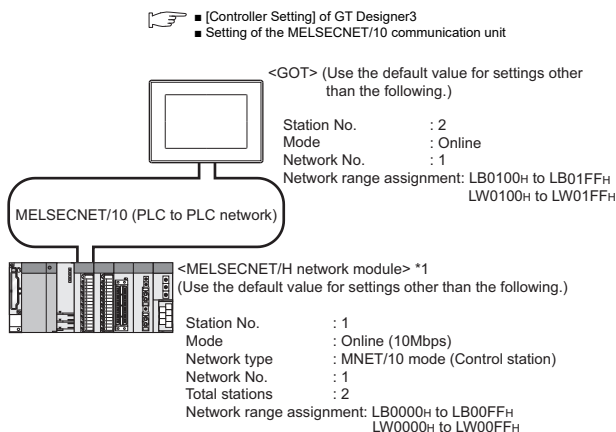 ■ [Controller Setting] of GT Designer3
■ Setting of the MELSECNET/10 communication unit
<GOT> (Use the default value for settings other
than the following.)
Station No. : 2
Mode : Online
Network No. : 1
Network range assignment: LB0100H to LB01FFH
LW0100H to LW01FFH
MELSECNET/10 (PLC to PLC network)
<MELSECNET/H network module> *1
(Use the default value for settings other than the following.)
Station No. : 1
Mode : Online (10Mbps)
Network type : MNET/10 mode (Control station)
Network No. : 1
Total stations : 2
Network range assignment: LB0000H to LB00FFH
LW0000H to LW00FFH